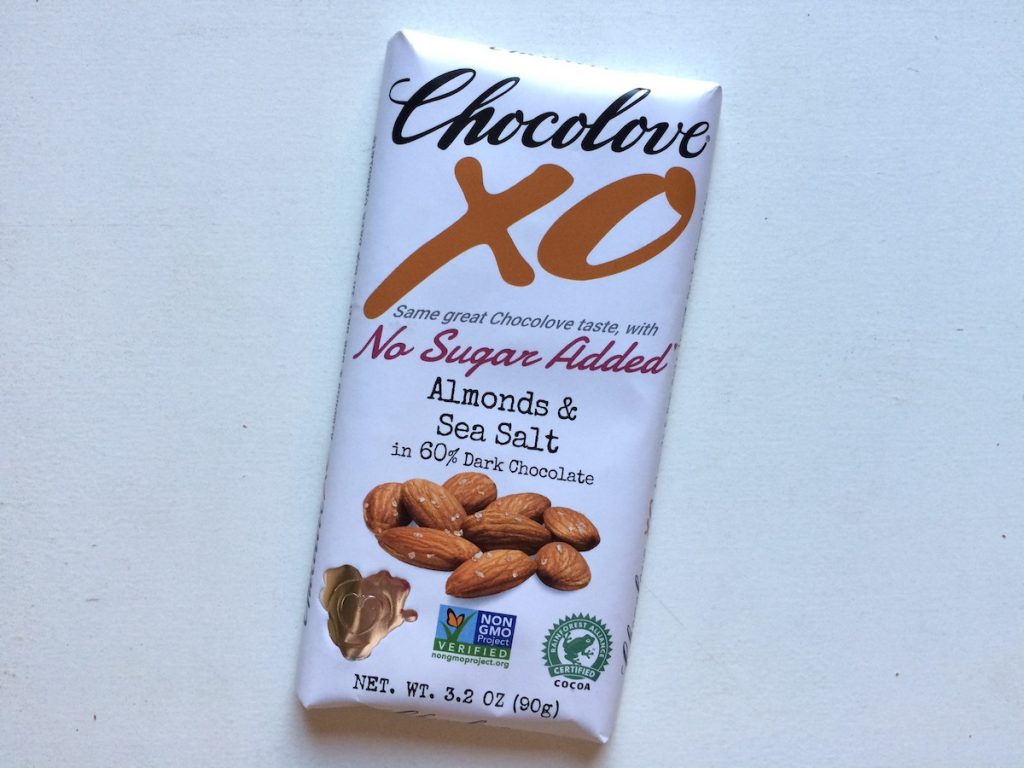 Chocolove
XO
Same great Chocolove taste, with
No Sugar Added™
Almonds &
Sea Salt
in 60% Dark Chocolate
NON
GMO
Project
VERIFIED
nongmoproject.org
RAINFOREST ALLIANCE
CERTIFIED
COCOA
NET. WT. 3.2 OZ (90g)